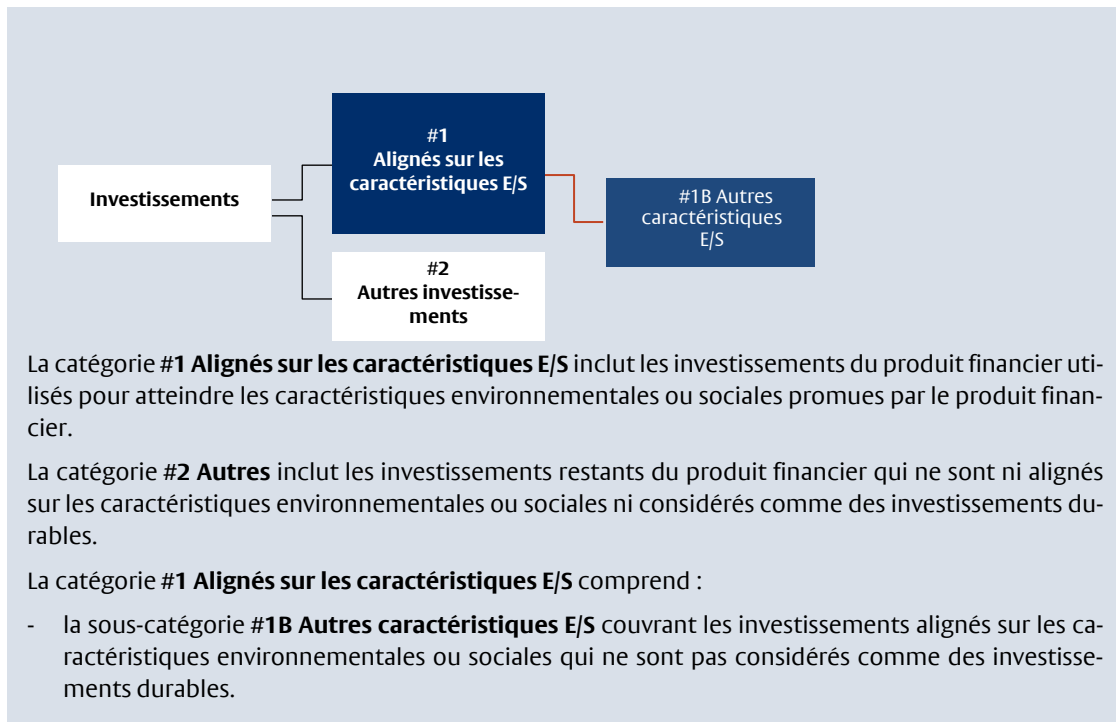 #1
Alignés sur les
caractéristiques E/S
Investissements
#1B Autres
caractéristiques
E/S
#2
Autres investisse-
ments
La catégorie #1 Alignés sur les caractéristiques E/S inclut les investissements du produit financier uti-
lisés pour atteindre les caractéristiques environnementales ou sociales promues par le produit finan-
cier.
La catégorie #2 Autres inclut les investissements restants du produit financier qui ne sont ni alignés
sur les caractéristiques environnementales ou sociales ni considérés comme des investissements du-
rables.
La catégorie #1 Alignés sur les caractéristiques E/S comprend :
- la sous-catégorie #1B Autres caractéristiques E/S couvrant les investissements alignés sur les ca-
ractéristiques environnementales ou sociales qui ne sont pas considérés comme des investisse-
ments durables.